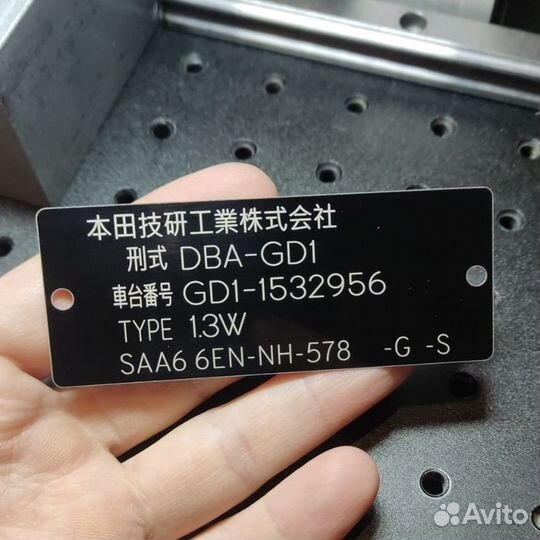 本田技研工業株式会社
形式 DBA-GD1
車台番号 GD1-1532956
TYPE 1.3W
SAA6 6EN-NH-578 -G -S
Avito